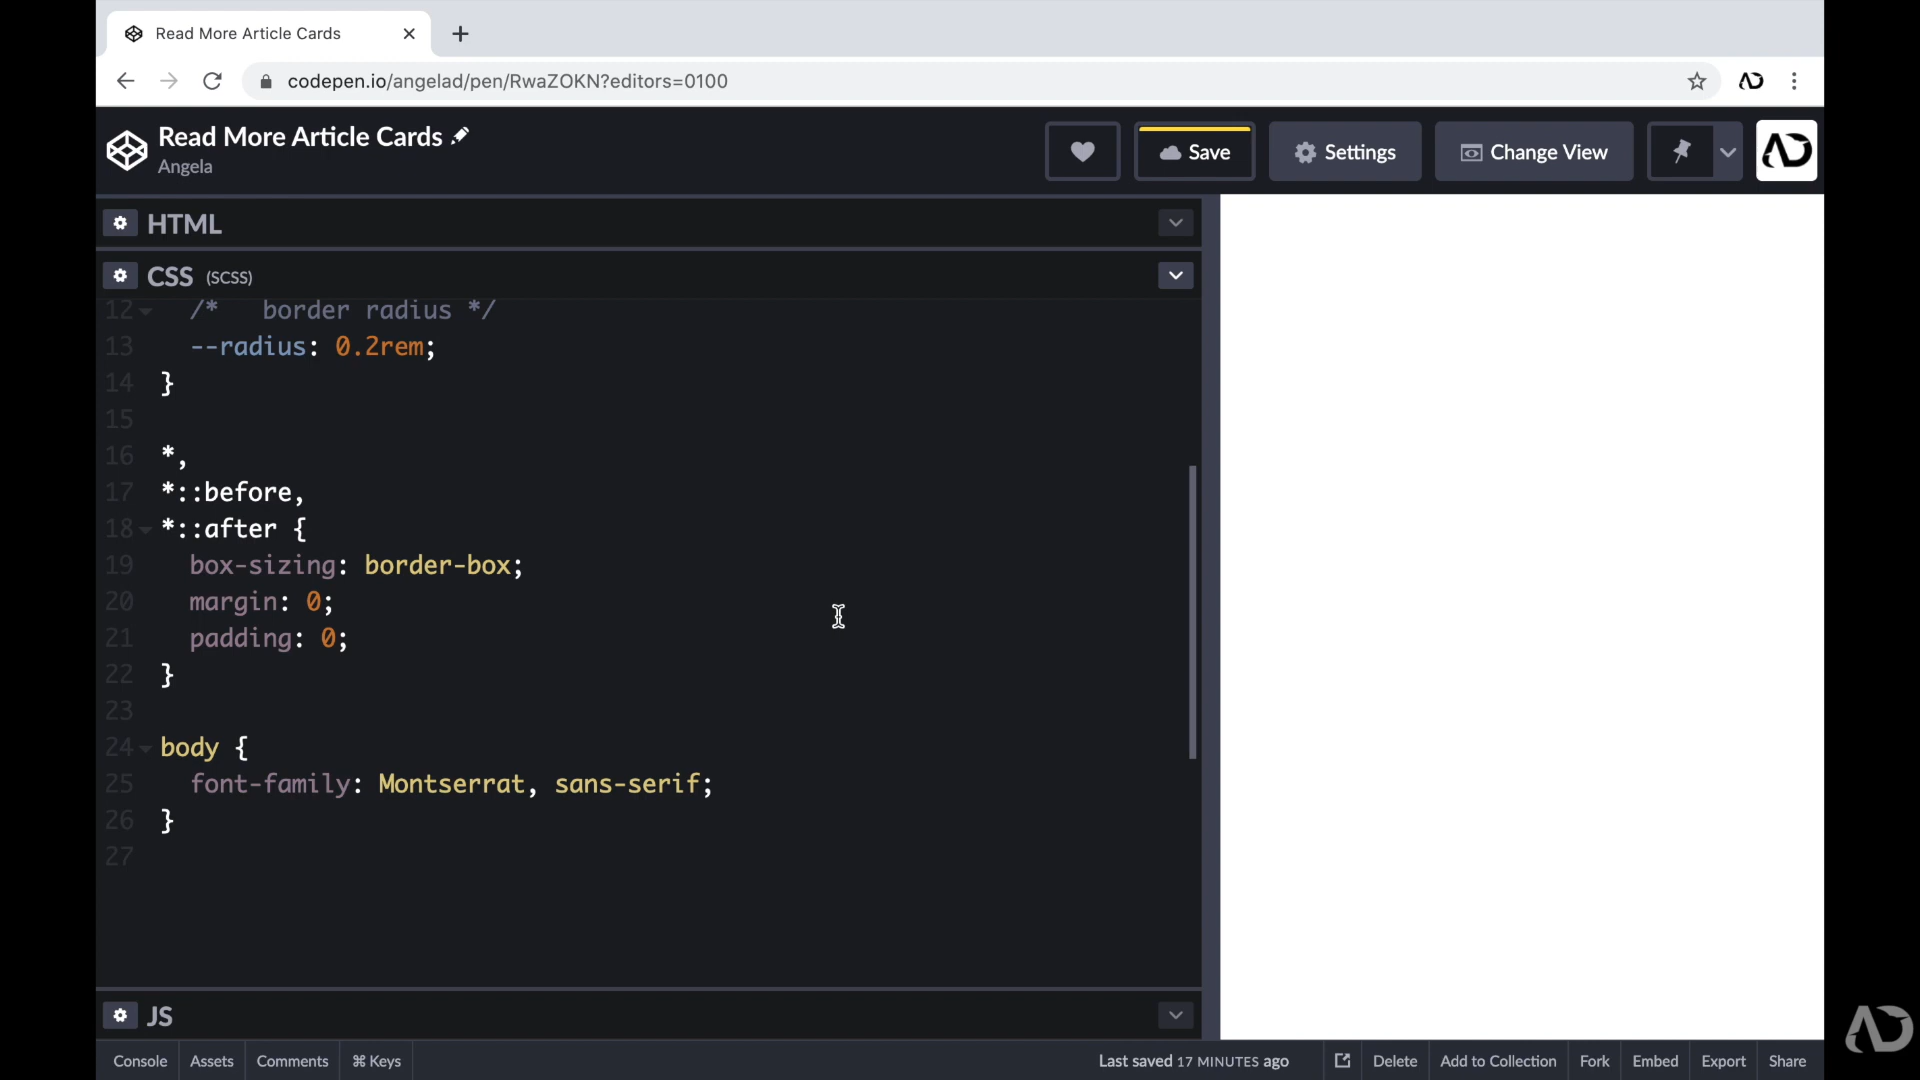 Read More Article Cards
codepen.io/angelad/pen/RwaZOKN?editors=0100
Read More Article Cards
Angela
Save
Settings
Change View
HTML
CSS (SCSS)
12 /*   border radius */
13 --radius: 0.2rem;
14 }
15
16 *,
17 *::before,
18 *::after {
19 box-sizing: border-box;
20 margin: 0;
21 padding: 0;
22 }
23
24 body {
25 font-family: Montserrat, sans-serif;
26 }
27
JS
Console Assets Comments ⌘ Keys Last saved 17 MINUTES ago Delete Add to Collection Fork Embed Export Share